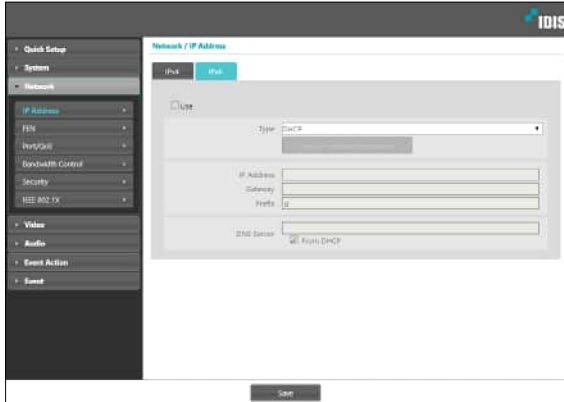 IDIS
Quick Setup
System
Network
IP Address
FEN
Port/QoS
Bandwidth Control
Security
IEEE 802.1X
Video
Audio
Event Action
Event
Network / IP Address
IPv4 IPv6
Use
Type DHCP
IP Address
Gateway
Prefix 0
DNS Server
From DHCP
Save